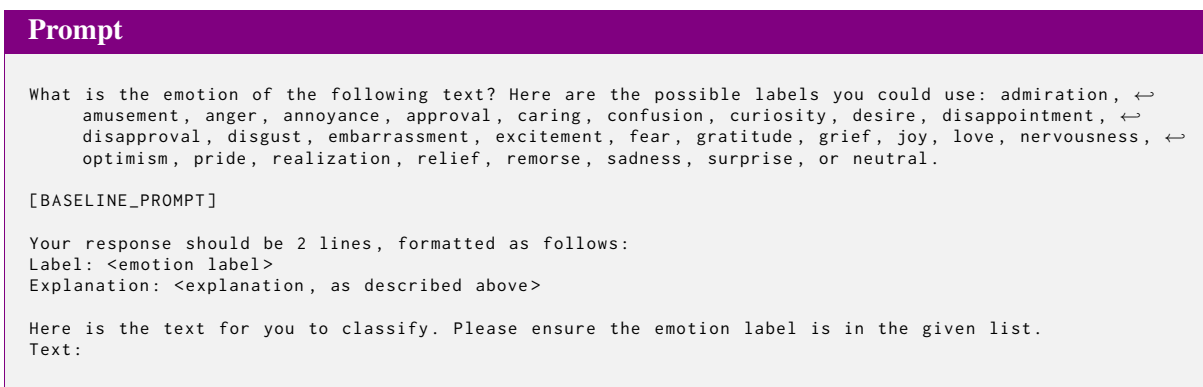 Prompt
What is the emotion of the following text? Here are the possible labels you could use: admiration, ↩
amusement, anger, annoyance, approval, caring, confusion, curiosity, desire, disappointment, ↩
disapproval, disgust, embarrassment, excitement, fear, gratitude, grief, joy, love, nervousness, ↩
optimism, pride, realization, relief, remorse, sadness, surprise, or neutral.
[BASELINE_PROMPT]
Your response should be 2 lines, formatted as follows:
Label: <emotion label>
Explanation: <explanation, as described above>
Here is the text for you to classify. Please ensure the emotion label is in the given list.
Text: